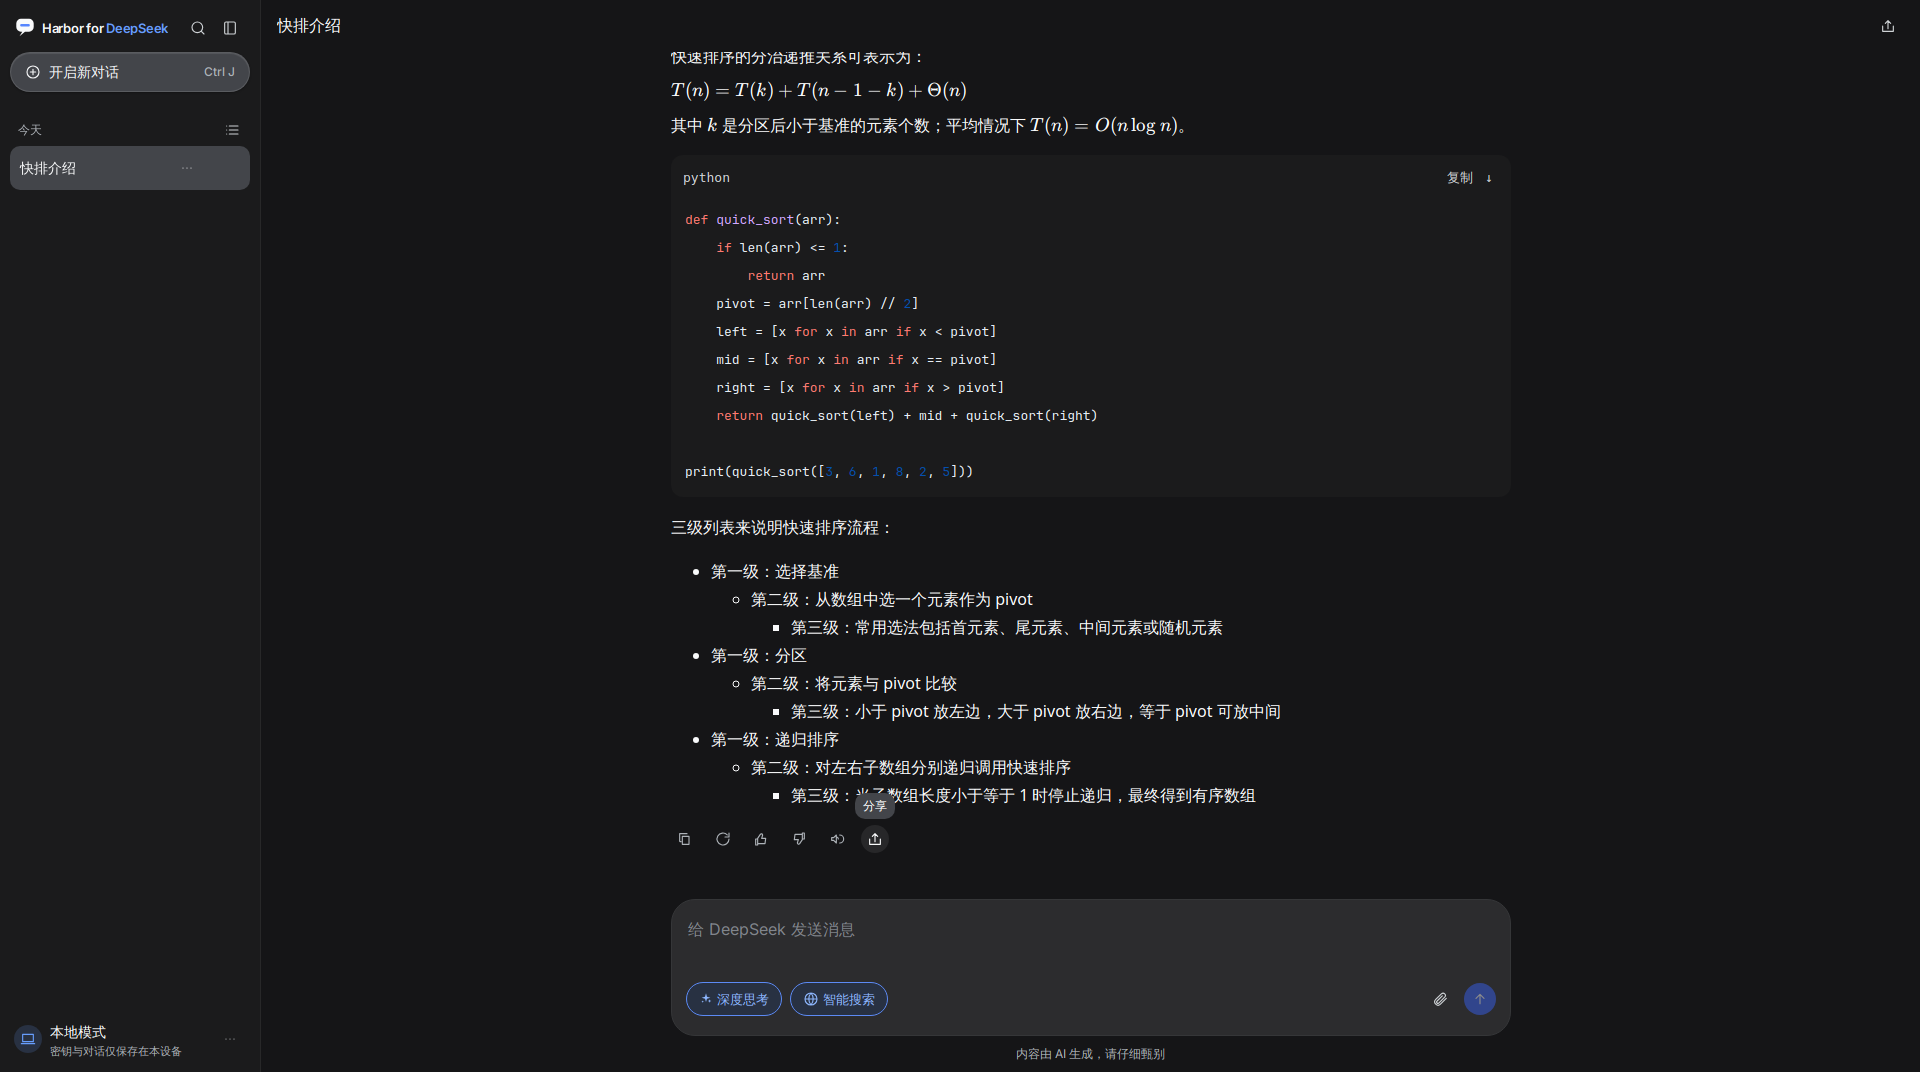 Harbor for DeepSeek
开启新对话 Ctrl J
今天
快排介绍 ···
本地模式
密钥与对话仅保存在本设备
快排介绍
快速排序的分治递推关系可表示为：
T(n) = T(k) + T(n − 1 − k) + Θ(n)
其中 k 是分区后小于基准的元素个数；平均情况下 T(n) = O(n log n)。
python 复制 ↓
def quick_sort(arr):
    if len(arr) <= 1:
        return arr
    pivot = arr[len(arr) // 2]
    left = [x for x in arr if x < pivot]
    mid = [x for x in arr if x == pivot]
    right = [x for x in arr if x > pivot]
    return quick_sort(left) + mid + quick_sort(right)
print(quick_sort([3, 6, 1, 8, 2, 5]))
三级列表来说明快速排序流程：
第一级：选择基准
第二级：从数组中选一个元素作为 pivot
第三级：常用选法包括首元素、尾元素、中间元素或随机元素
第一级：分区
第二级：将元素与 pivot 比较
第三级：小于 pivot 放左边，大于 pivot 放右边，等于 pivot 可放中间
第一级：递归排序
第二级：对左右子数组分别递归调用快速排序
第三级：数组长度小于等于 1 时停止递归，最终得到有序数组
分享
给 DeepSeek 发送消息
深度思考 智能搜索
内容由 AI 生成，请仔细甄别